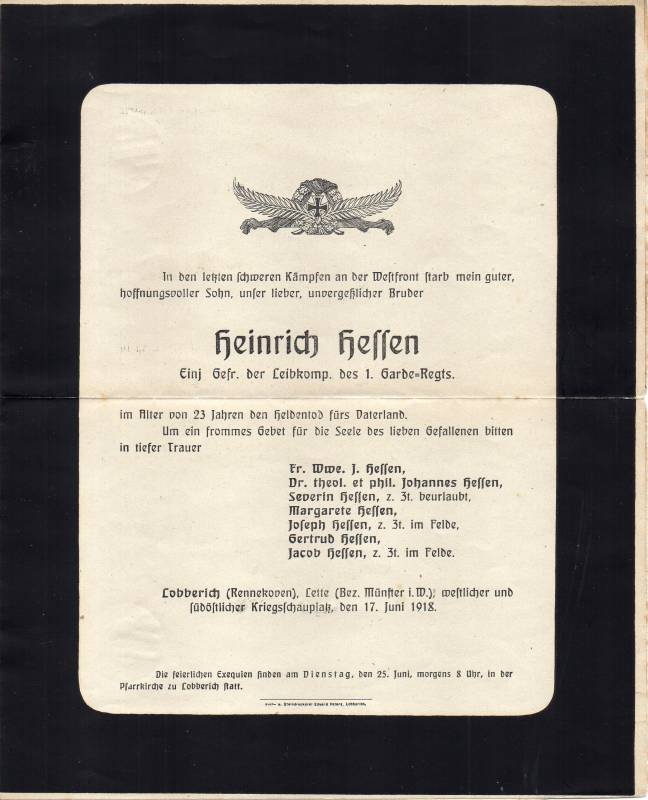 In den letzten schweren Kämpfen an der Westfront starb mein guter,
hoffnungsvoller Sohn, unser lieber, unvergeßlicher Bruder
Heinrich Hessen
Einj Gefr. der Leibkomp. des 1. Garde=Regts.
im Alter von 23 Jahren den Heldentod fürs Vaterland.
Um ein frommes Gebet für die Seele des lieben Gefallenen bitten
in tiefer Trauer
Fr. Wwe. J. Hessen,
Dr. theol. et phil. Johannes Hessen,
Severin Hessen, z. Zt. beurlaubt,
Margarete Hessen,
Joseph Hessen, z. Zt. im Felde,
Gertrud Hessen,
Jacob Hessen, z. Zt. im Felde.
Lobberich (Rennekoven), Lette (Bez. Münster i. W.), westlicher und
südöstlicher Kriegsschauplatz, den 17. Juni 1918.
Die feierlichen Exequien finden am Dienstag, den 25. Juni, morgens 8 Uhr, in der
Pfarrkirche zu Lobberich statt.
Buch- u. Steindruckerei Eduard Peters, Lobberich.